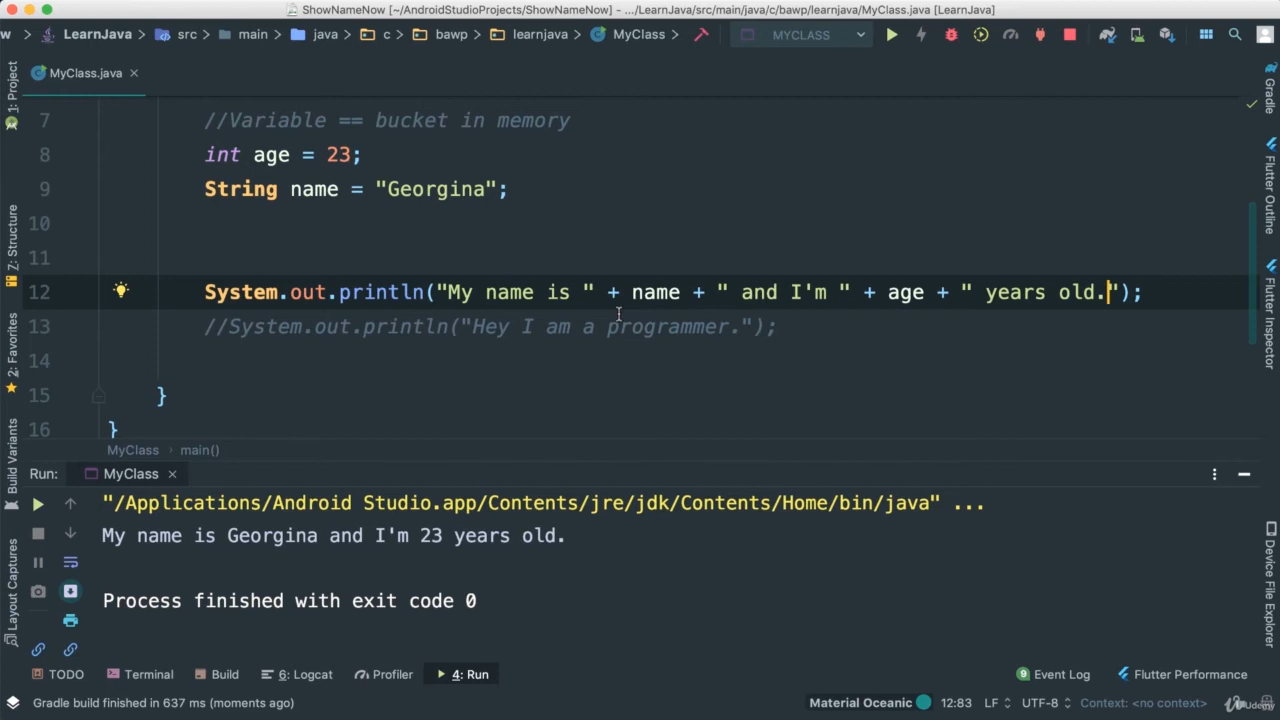 ShowNameNow [~/AndroidStudioProjects/ShowNameNow] - .../LearnJava/src/main/java/c/bawp/learnjava/MyClass.java [LearnJava]
w LearnJava src main java c bawp learnjava MyClass MYCLASS
MyClass.java
1: Project
Z: Structure
2: Favorites
Build Variants
Layout Captures
7 //Variable == bucket in memory
8 int age = 23;
9 String name = "Georgina";
10
11
12 System.out.println("My name is " + name + " and I'm " + age + " years old.");
13 //System.out.println("Hey I am a programmer.");
14
15 }
16 }
MyClass main()
Gradle
Flutter Outline
Flutter Inspector
Device File Explorer
Run: MyClass
"/Applications/Android Studio.app/Contents/jre/jdk/Contents/Home/bin/java" ...
My name is Georgina and I'm 23 years old.
Process finished with exit code 0
TODO Terminal Build 6: Logcat Profiler 4: Run 9 Event Log Flutter Performance
Gradle build finished in 637 ms (moments ago) Material Oceanic 12:83 LF UTF-8 Context: <no context>
Udemy